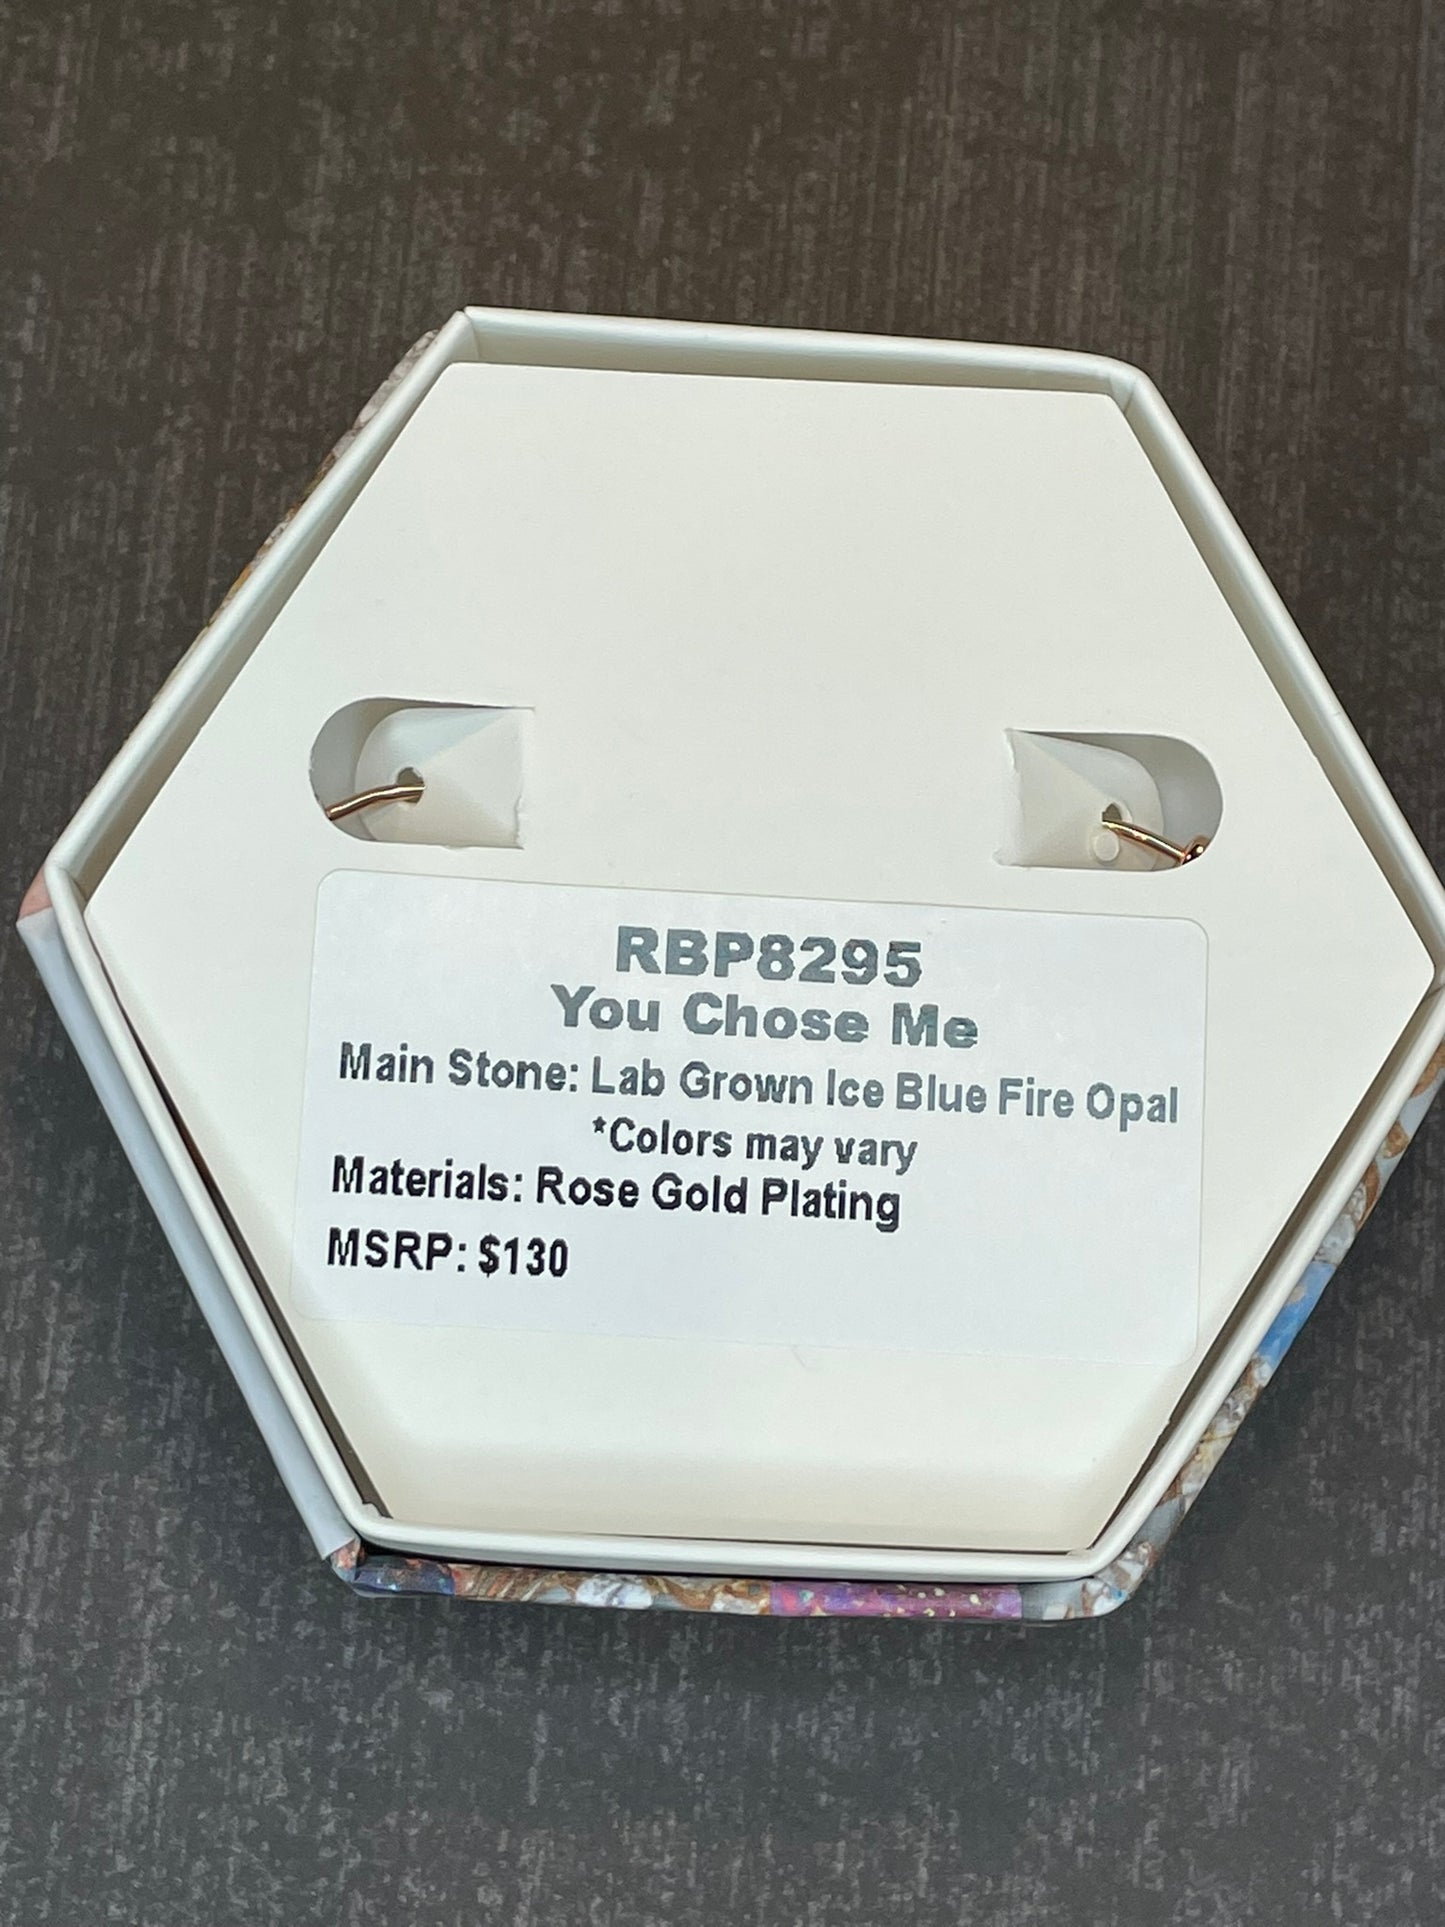 RBP8295
You Chose Me
Main Stone: Lab Grown Ice Blue Fire Opal
*Colors may vary
Materials: Rose Gold Plating
MSRP: $130